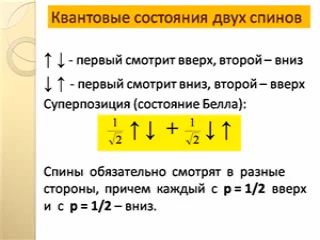 Квантовые состояния двух спинов
↑ ↓ - первый смотрит вверх, второй – вниз
↓ ↑ - первый смотрит вниз, второй – вверх
Суперпозиция (состояние Белла):
1/√2 ↑ ↓ + 1/√2 ↓ ↑
Спины обязательно смотрят в разные
стороны, причем каждый с p = 1/2 вверх
и с p = 1/2 – вниз.